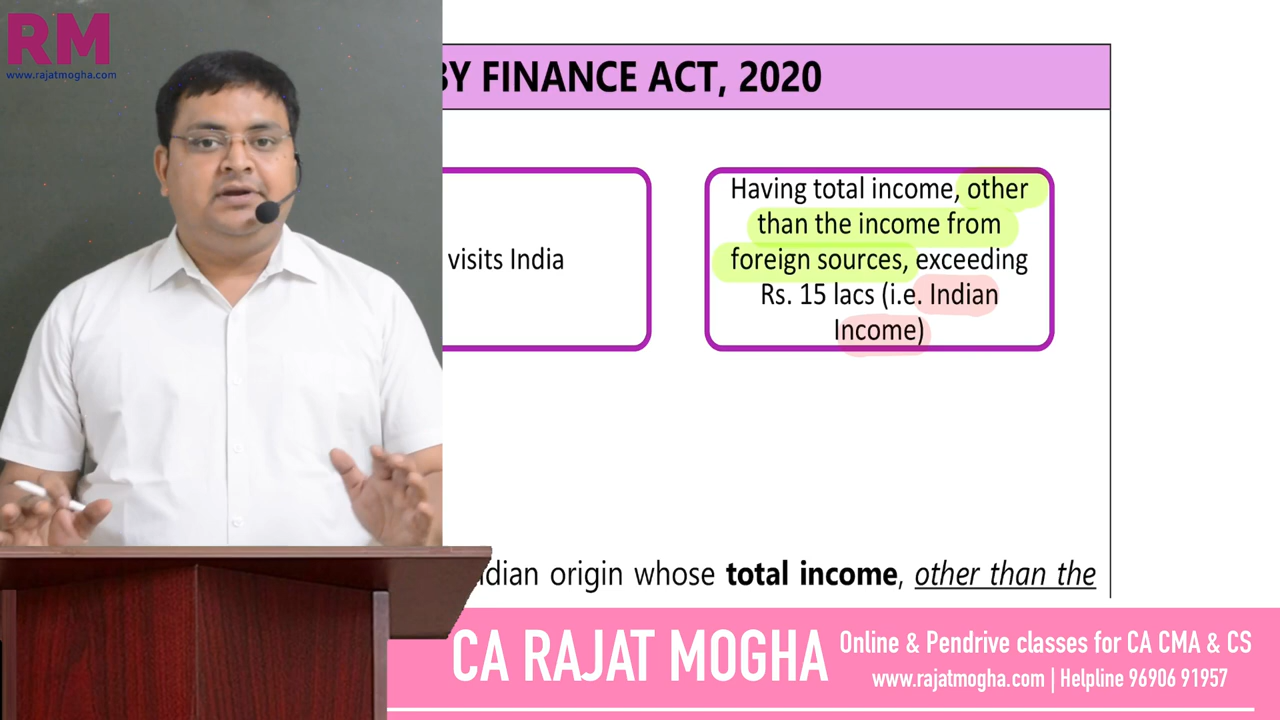 RM
www.rajatmogha.com
BY FINANCE ACT, 2020
visits India
Having total income, other
than the income from
foreign sources, exceeding
Rs. 15 lacs (i.e. Indian
Income)
ndian origin whose total income, other than the
CA RAJAT MOGHA
Online & Pendrive classes for CA CMA & CS
www.rajatmogha.com | Helpline 96906 91957